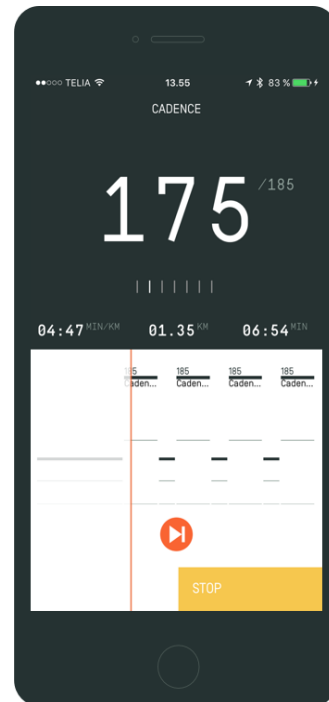 ●●○○○ TELIA 13.55 83 %
CADENCE
175 /185
04:47 MIN/KM 01.35 KM 06:54 MIN
185 185 185 185
Caden... Caden... Caden... Caden...
STOP